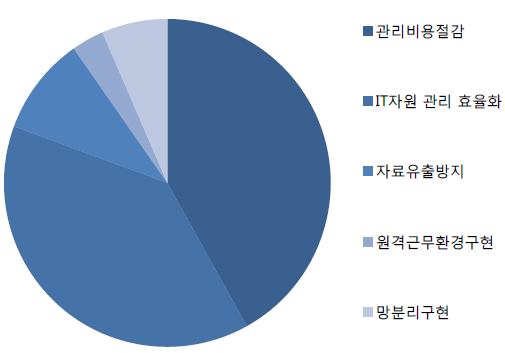 관리비용절감
IT자원 관리 효율화
자료유출방지
원격근무환경구현
망분리구현